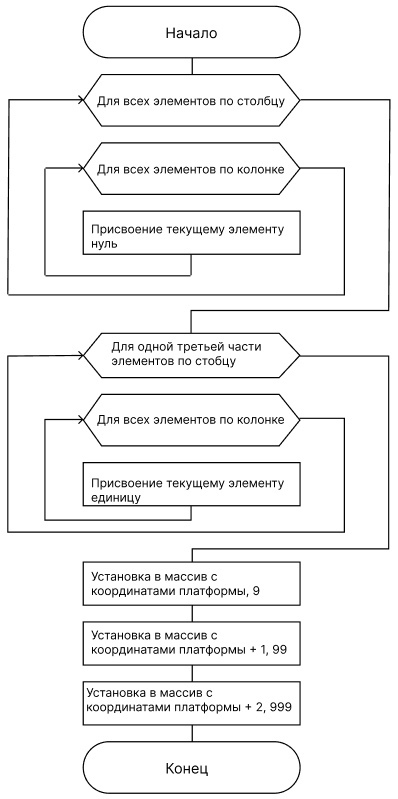 Начало
Для всех элементов по столбцу
Для всех элементов по колонке
Присвоение текущему элементу
нуль
Для одной третьей части
элементов по стобцу
Для всех элементов по колонке
Присвоение текущему элементу
единицу
Установка в массив с
координатами платформы, 9
Установка в массив с
координатами платформы + 1, 99
Установка в массив с
координатами платформы + 2, 999
Конец